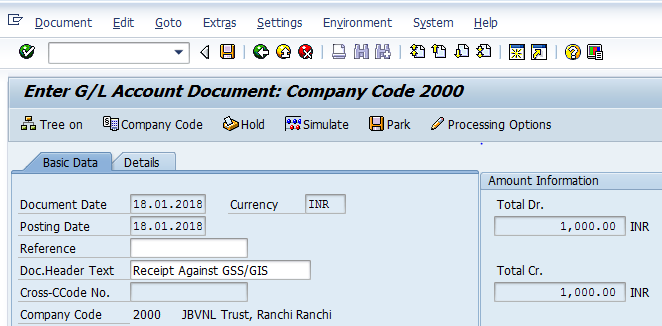 Document Edit Goto Extras Settings Environment System Help
Enter G/L Account Document: Company Code 2000
Tree on Company Code Hold Simulate Park Processing Options
Basic Data Details
Amount Information
Document Date 18.01.2018 Currency INR
Total Dr.
Posting Date 18.01.2018
1,000.00 INR
Reference
Doc.Header Text Receipt Against GSS/GIS
Total Cr.
Cross-CCode No.
1,000.00 INR
Company Code 2000 JBVNL Trust, Ranchi Ranchi